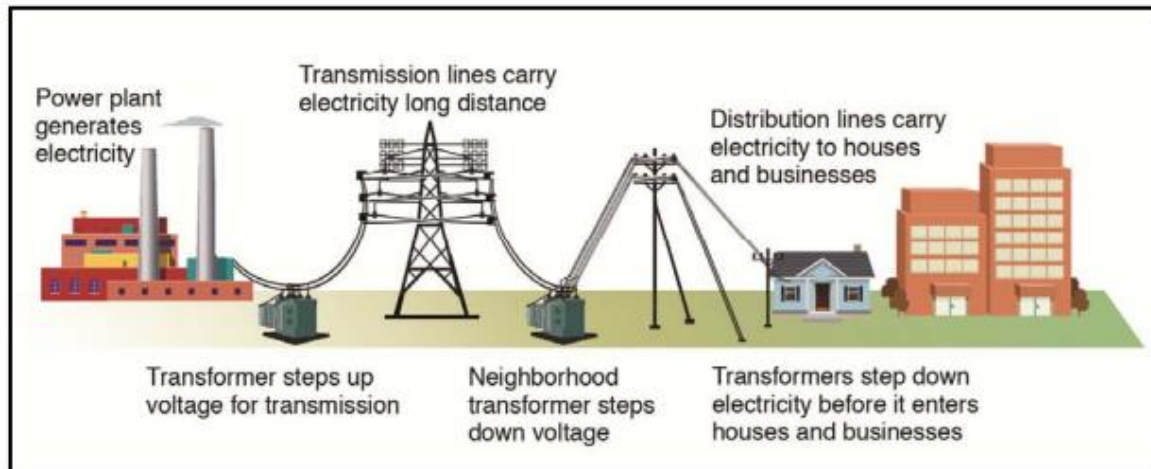 Power plant
generates
electricity
Transmission lines carry
electricity long distance
Distribution lines carry
electricity to houses
and businesses
Transformer steps up
voltage for transmission
Neighborhood
transformer steps
down voltage
Transformers step down
electricity before it enters
houses and businesses